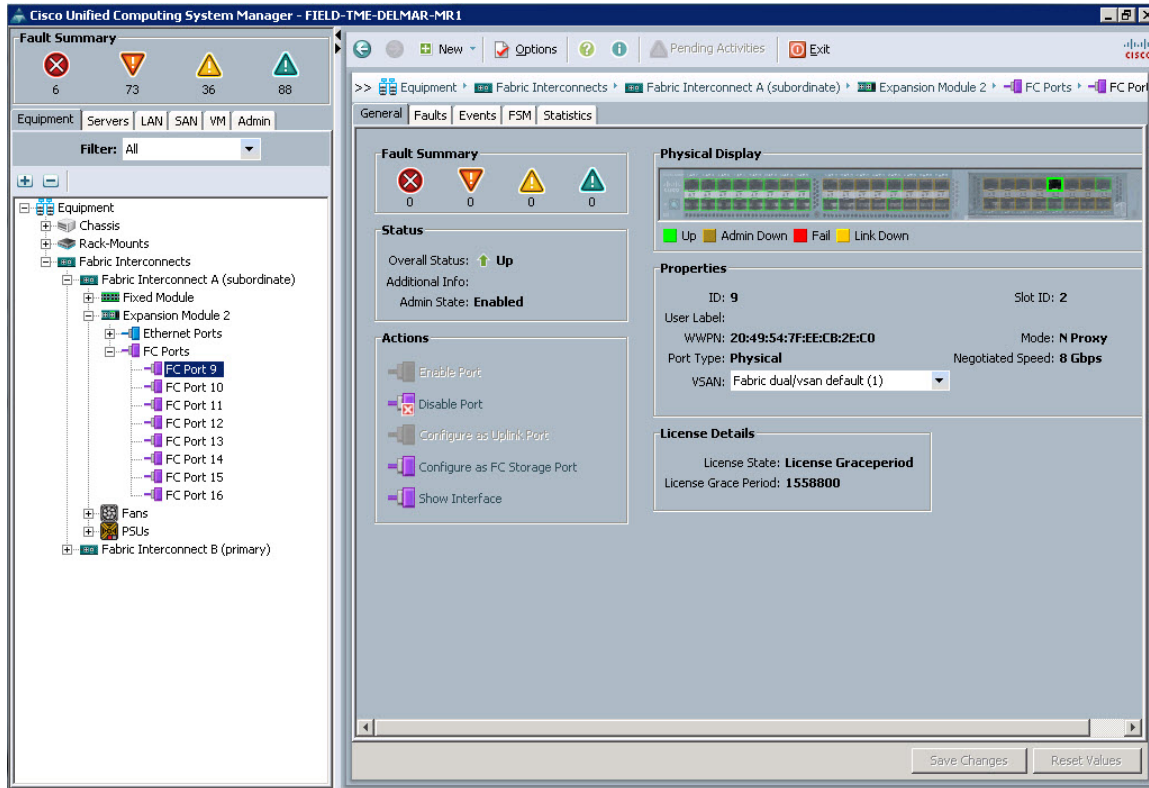 Cisco Unified Computing System Manager - FIELD-TME-DELMAR-MR1
Fault Summary
6 73 36 88
Equipment Servers LAN SAN VM Admin
Filter: All
Equipment
Chassis
Rack-Mounts
Fabric Interconnects
Fabric Interconnect A (subordinate)
Fixed Module
Expansion Module 2
Ethernet Ports
FC Ports
FC Port 9
FC Port 10
FC Port 11
FC Port 12
FC Port 13
FC Port 14
FC Port 15
FC Port 16
Fans
PSUs
Fabric Interconnect B (primary)
New Options Pending Activities Exit
CISCO
>> Equipment Fabric Interconnects Fabric Interconnect A (subordinate) Expansion Module 2 FC Ports FC Port
General Faults Events FSM Statistics
Fault Summary
0 0 0 0
Status
Overall Status: Up
Additional Info:
Admin State: Enabled
Actions
Enable Port
Disable Port
Configure as Uplink Port
Configure as FC Storage Port
Show Interface
Physical Display
Up Admin Down Fail Link Down
Properties
ID: 9 Slot ID: 2
User Label:
WWPN: 20:49:54:7F:EE:CB:2E:C0 Mode: N Proxy
Port Type: Physical Negotiated Speed: 8 Gbps
VSAN: Fabric dual/vsan default (1)
License Details
License State: License Graceperiod
License Grace Period: 1558800
Save Changes Reset Values